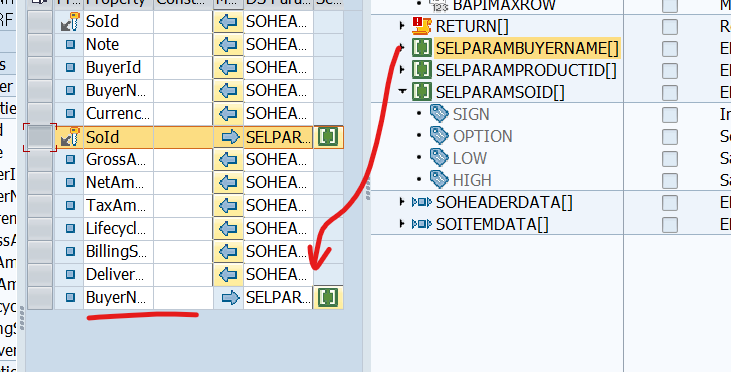 RF
SoId
Note
BuyerId
BuyerN...
Currenc...
SoId
GrossA...
NetAm...
TaxAm...
Lifecycl...
BillingS...
Deliver...
BuyerN...
Const...
M...
DS Para...
Se...
SOHEA...
SOHEA...
SOHEA...
SOHEA...
SOHEA...
SELPAR...
SOHEA...
SOHEA...
SOHEA...
SOHEA...
SOHEA...
SOHEA...
SELPAR...
BAPIMAXROW
RETURN[]
SELPARAMBUYERNAME[]
SELPARAMPRODUCTID[]
SELPARAMSOID[]
SIGN
OPTION
LOW
HIGH
SOHEADERDATA[]
SOITEMDATA[]